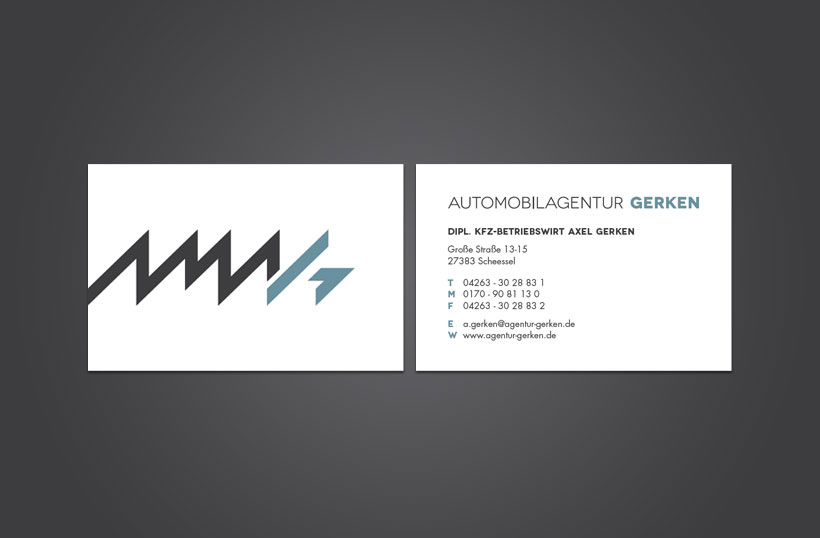 AUTOMOBILAGENTUR GERKEN
DIPL. KFZ-BETRIEBSWIRT AXEL GERKEN
Große Straße 13-15
27383 Scheessel
T 04263 - 30 28 83 1
M 0170 - 90 81 13 0
F 04263 - 30 28 83 2
E a.gerken@agentur-gerken.de
W www.agentur-gerken.de